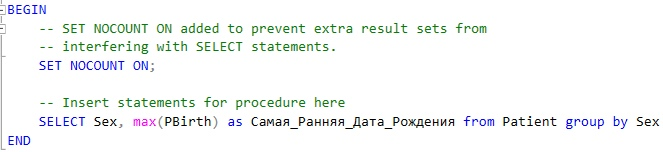 BEGIN
-- SET NOCOUNT ON added to prevent extra result sets from
-- interfering with SELECT statements.
SET NOCOUNT ON;
-- Insert statements for procedure here
SELECT Sex, max(PBirth) as Самая_Ранняя_Дата_Рождения from Patient group by Sex
END